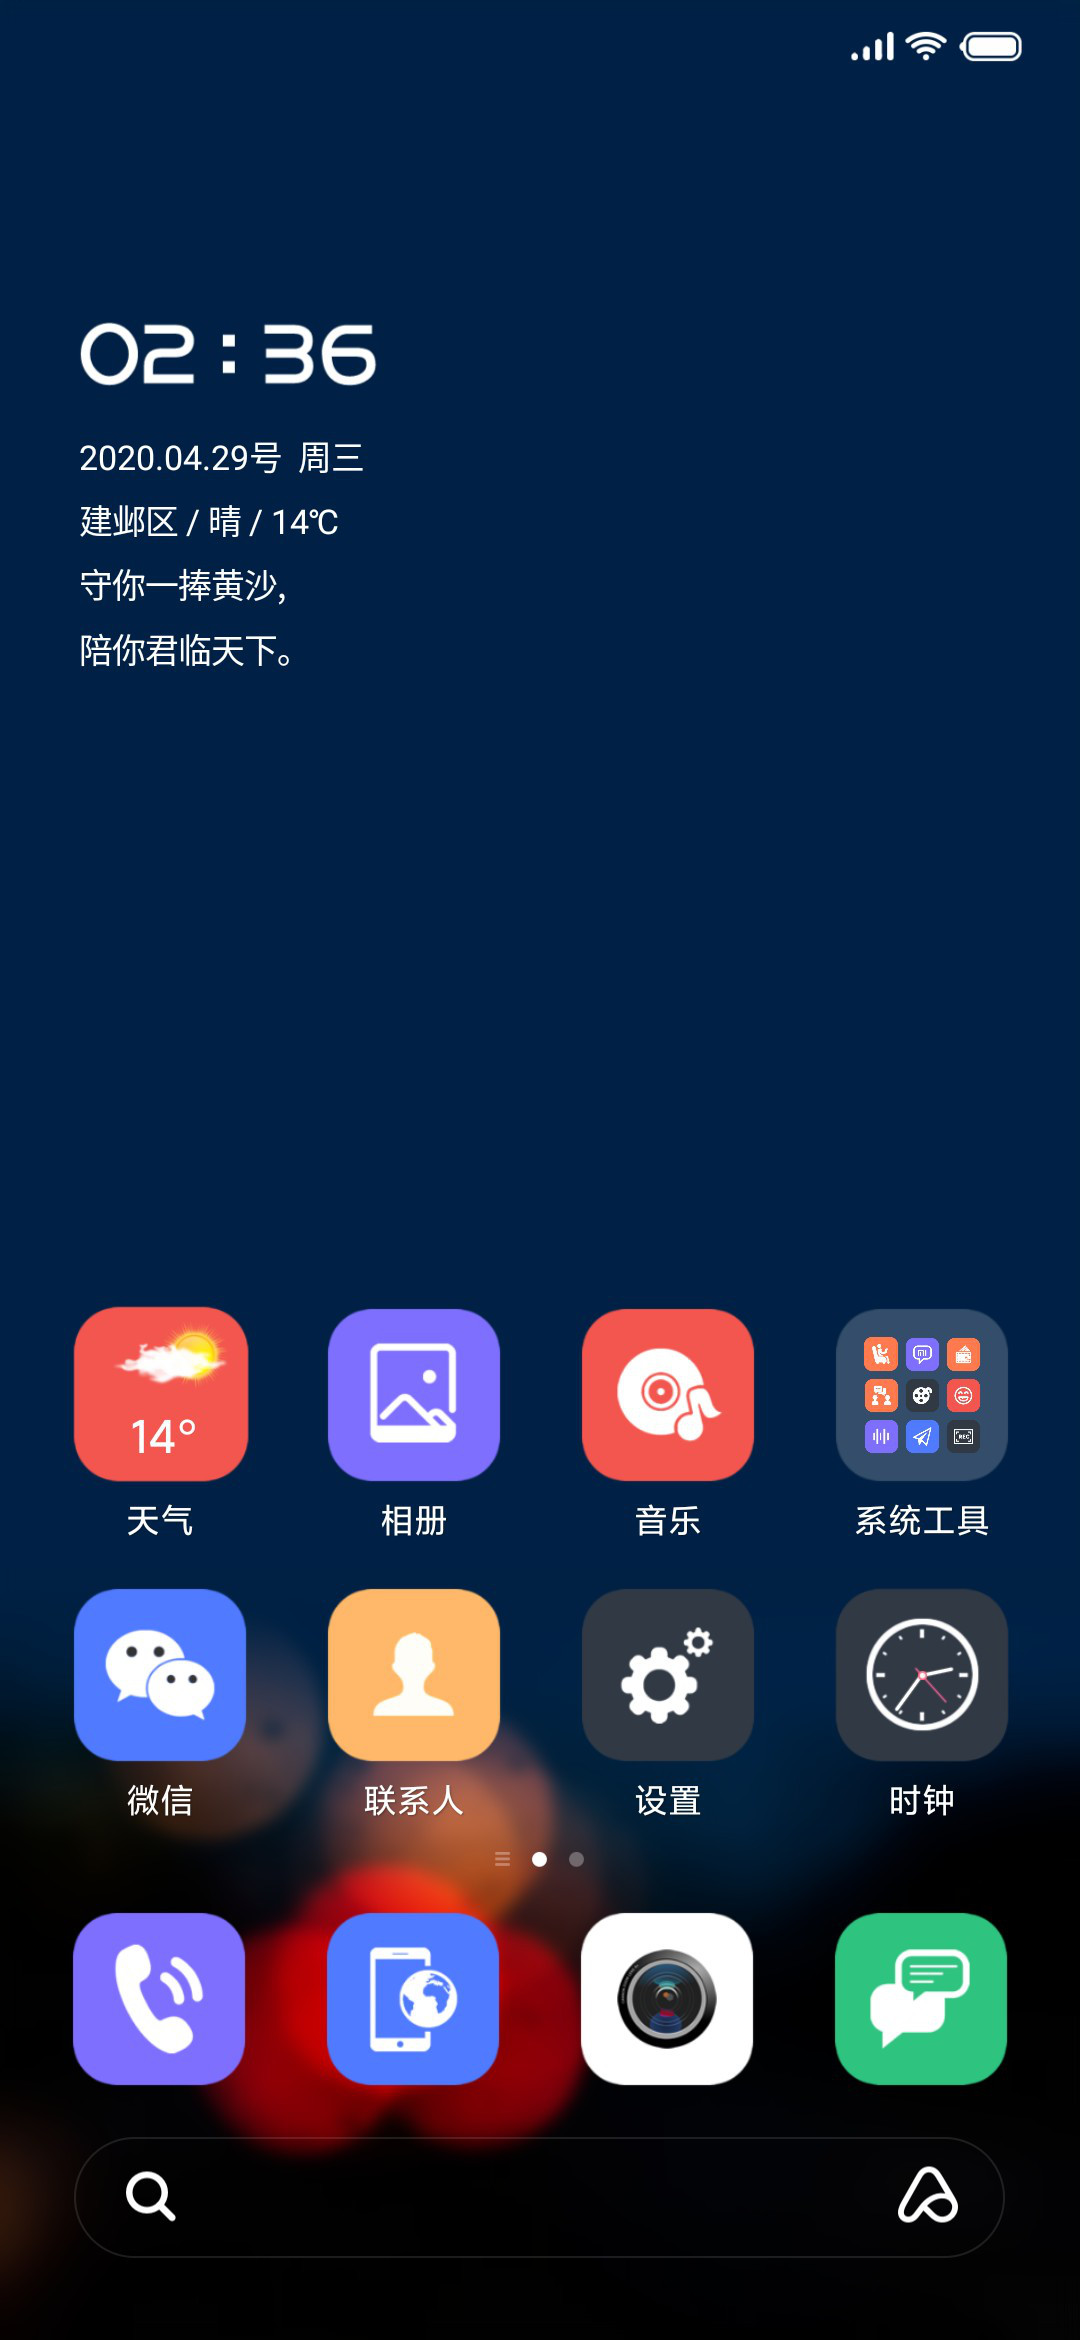 02:36
2020.04.29号 周三
建邺区 / 晴 / 14℃
守你一捧黄沙,
陪你君临天下。
14°
天气
相册
音乐
系统工具
微信
联系人
设置
时钟